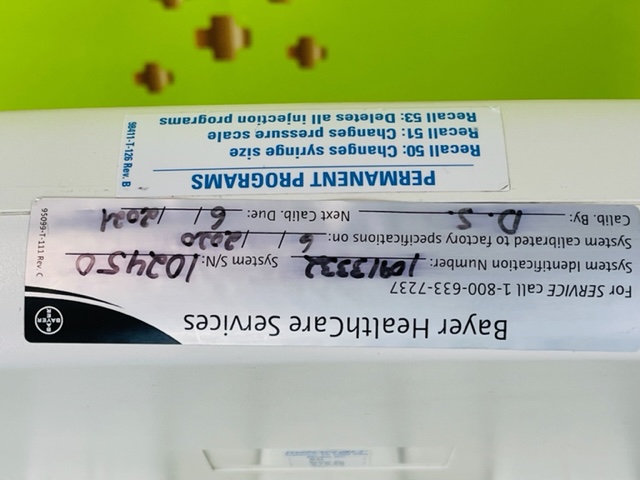 Bayer HealthCare Services
For SERVICE call 1-800-633-7237
System Identification Number: 10913332 System S/N: 102450
System calibrated to factory specifications on: 6 / / 2020
Calib. By: D. S. Next Calib. Due: 6 / / 2021
95099-T-111 Rev. C
BAYER
PERMANENT PROGRAMS
Recall 50: Changes syringe size
Recall 51: Changes pressure scale
Recall 53: Deletes all injection programs
98411-T-126 Rev. B